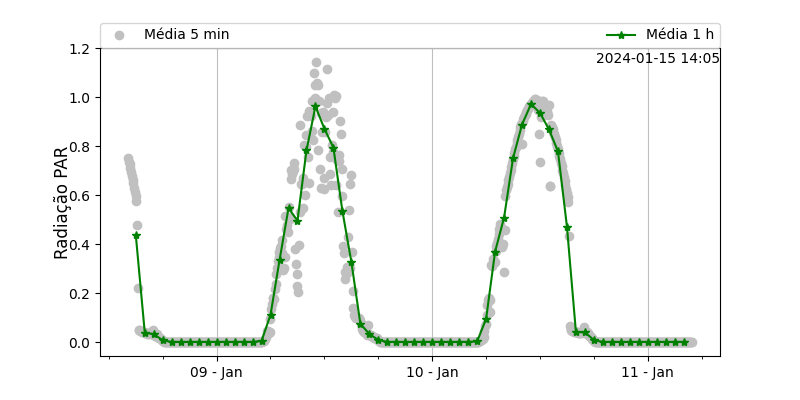 Média 5 min
Média 1 h
2024-01-15 14:05
Radiação PAR
1.2
1.0
0.8
0.6
0.4
0.2
0.0
09 - Jan
10 - Jan
11 - Jan